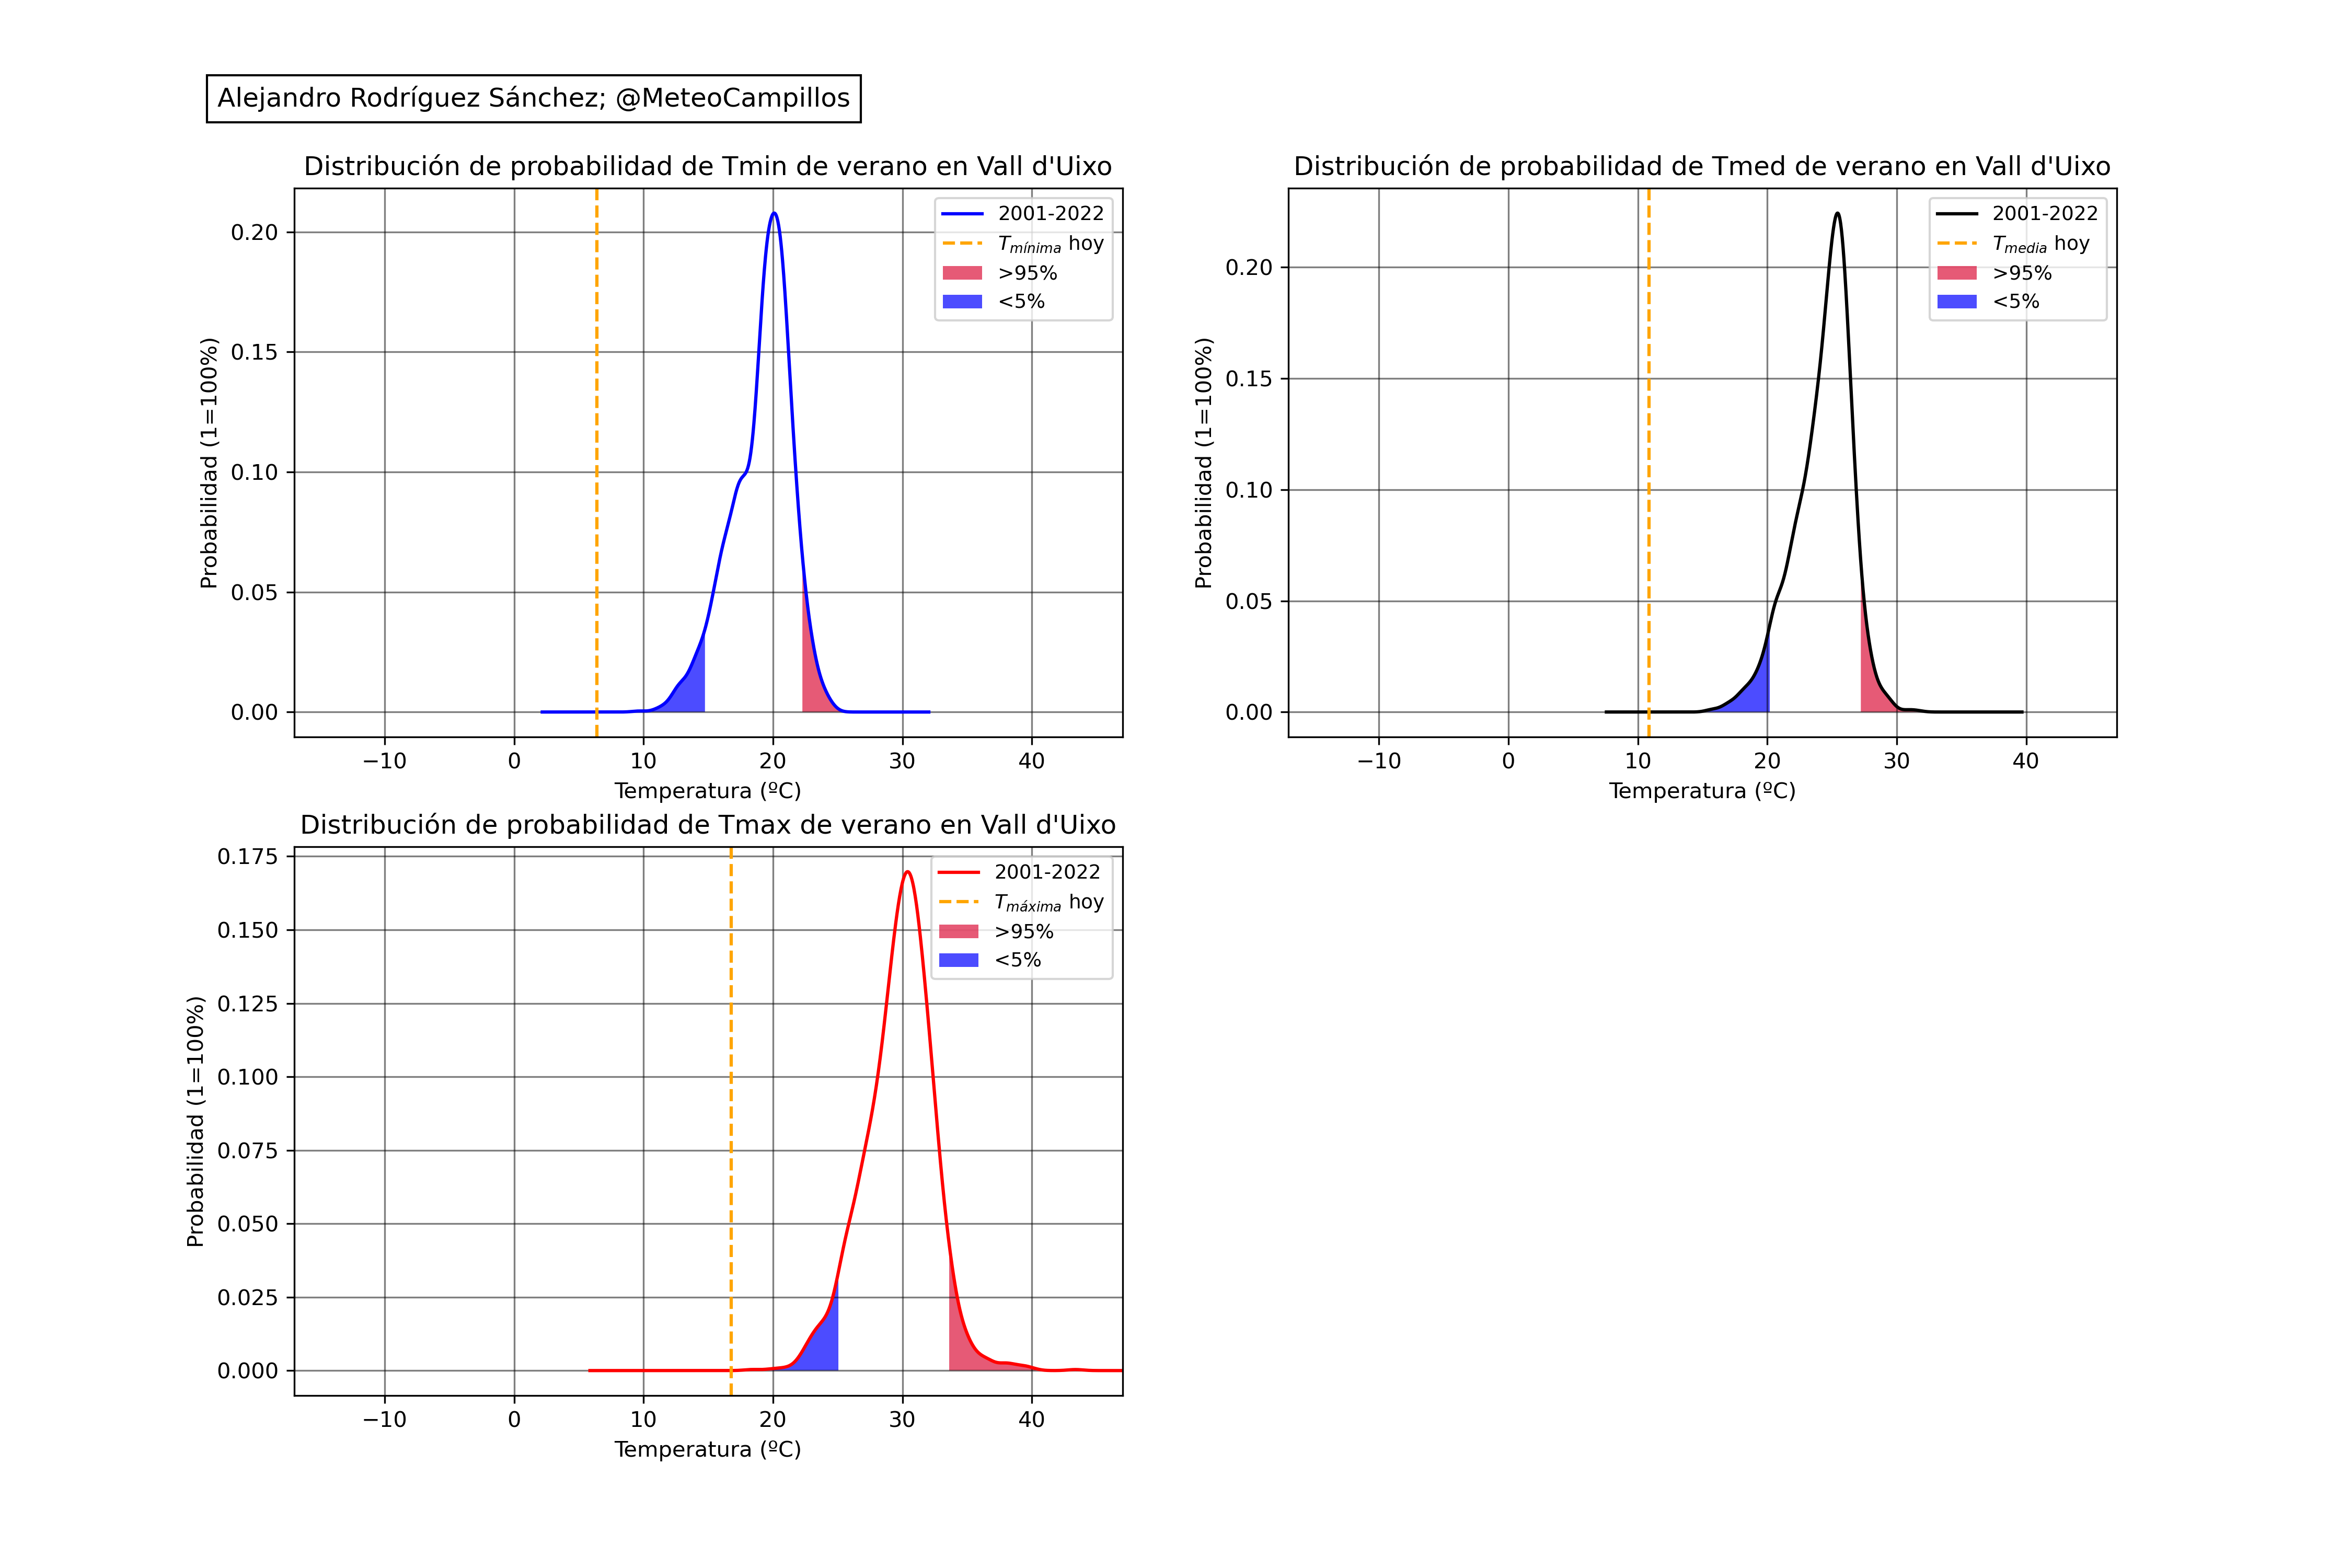 Alejandro Rodríguez Sánchez; @MeteoCampillos
Distribución de probabilidad de Tmin de verano en Vall d'Uixo
Probabilidad (1=100%)
0.20
0.15
0.10
0.05
0.00
2001-2022
Tmínima hoy
>95%
<5%
−10 0 10 20 30 40
Temperatura (ºC)
Distribución de probabilidad de Tmed de verano en Vall d'Uixo
Probabilidad (1=100%)
0.20
0.15
0.10
0.05
0.00
2001-2022
Tmedia hoy
>95%
<5%
−10 0 10 20 30 40
Temperatura (ºC)
Distribución de probabilidad de Tmax de verano en Vall d'Uixo
Probabilidad (1=100%)
0.175
0.150
0.125
0.100
0.075
0.050
0.025
0.000
2001-2022
Tmáxima hoy
>95%
<5%
−10 0 10 20 30 40
Temperatura (ºC)